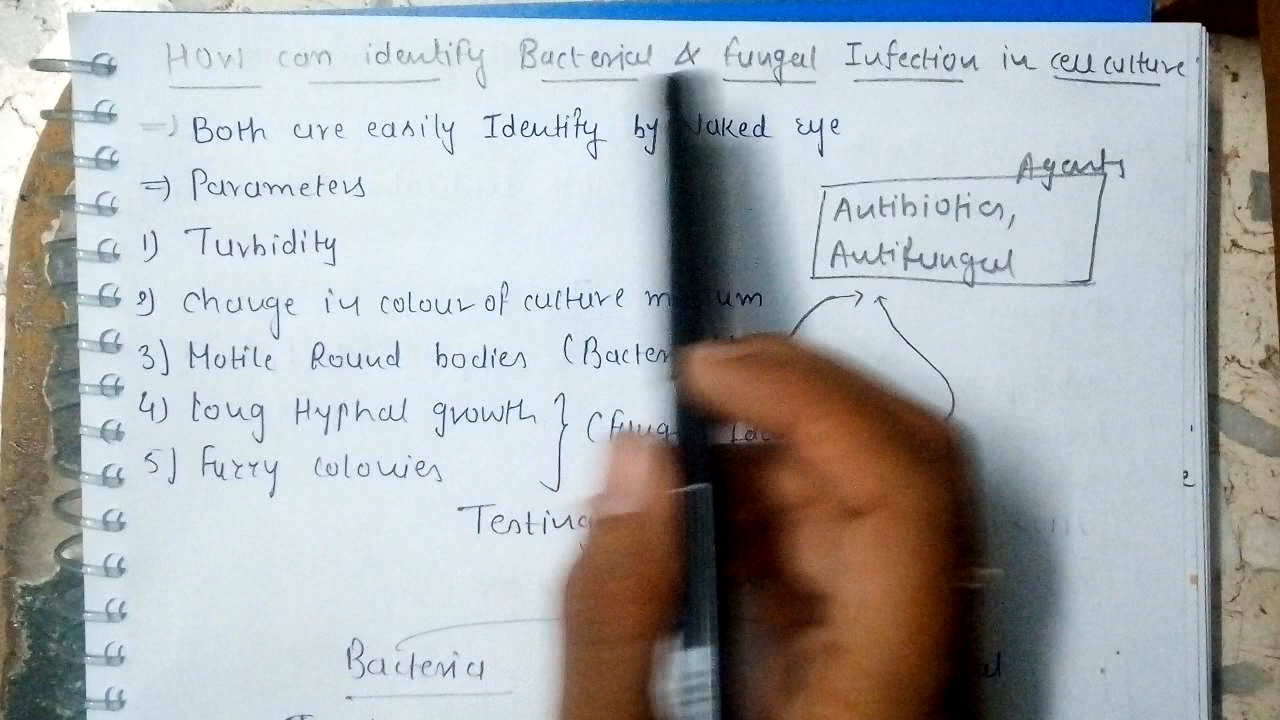 How can identify Bacterial & fungal Infection in cell culture
=) Both are easily Identify by eye
=) Parameters
Agents
Antibiotics,
Antifungal
1) Turbidity
2) change in colour of culture
3) Motile Round bodies
4) long Hyphal growth
5) furry colonies
Testing
Bacteria